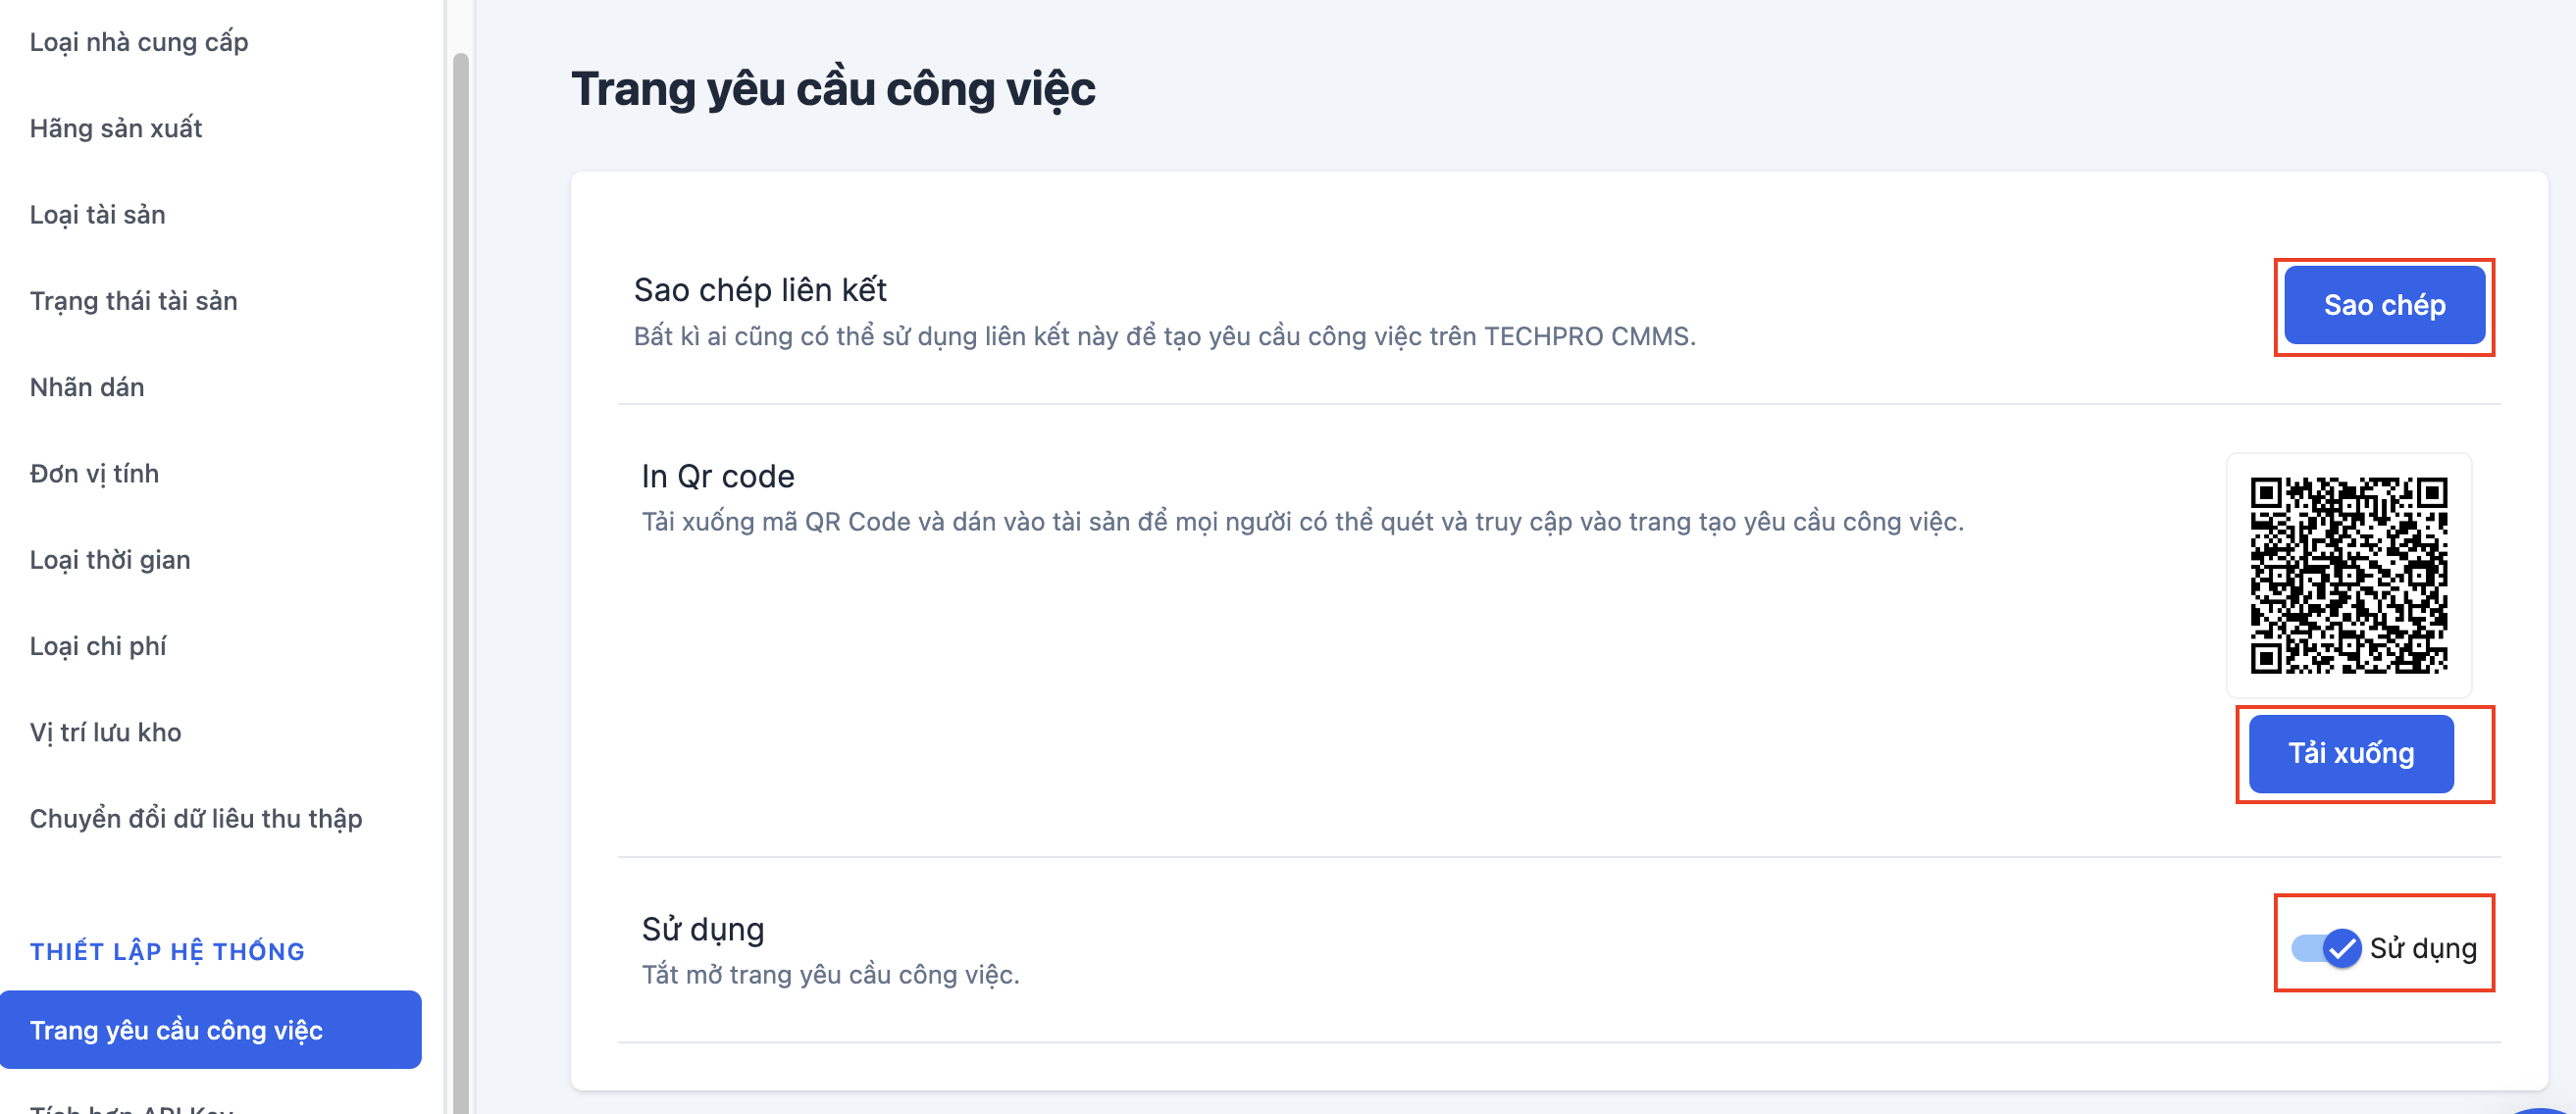 Loại nhà cung cấp
Hãng sản xuất
Loại tài sản
Trạng thái tài sản
Nhãn dán
Đơn vị tính
Loại thời gian
Loại chi phí
Vị trí lưu kho
Chuyển đổi dữ liêu thu thập
THIẾT LẬP HỆ THỐNG
Trang yêu cầu công việc
Tích hợp API Key
Trang yêu cầu công việc
Sao chép liên kết
Bất kì ai cũng có thể sử dụng liên kết này để tạo yêu cầu công việc trên TECHPRO CMMS.
Sao chép
In Qr code
Tải xuống mã QR Code và dán vào tài sản để mọi người có thể quét và truy cập vào trang tạo yêu cầu công việc.
Tải xuống
Sử dụng
Tắt mở trang yêu cầu công việc.
Sử dụng